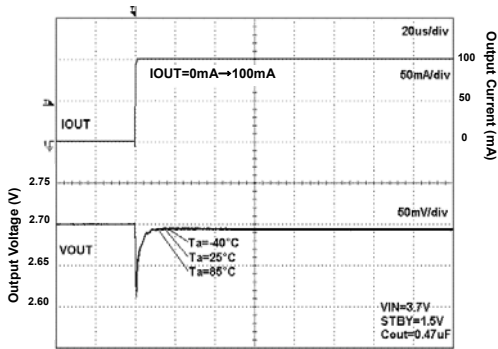 20us/div
IOUT=0mA→100mA
50mA/div
IOUT
100
50
0
Output Current (mA)
2.75
2.70
2.65
2.60
Output Voltage (V)
50mV/div
VOUT
Ta=-40°C
Ta=25°C
Ta=85°C
VIN=3.7V
STBY=1.5V
Cout=0.47uF